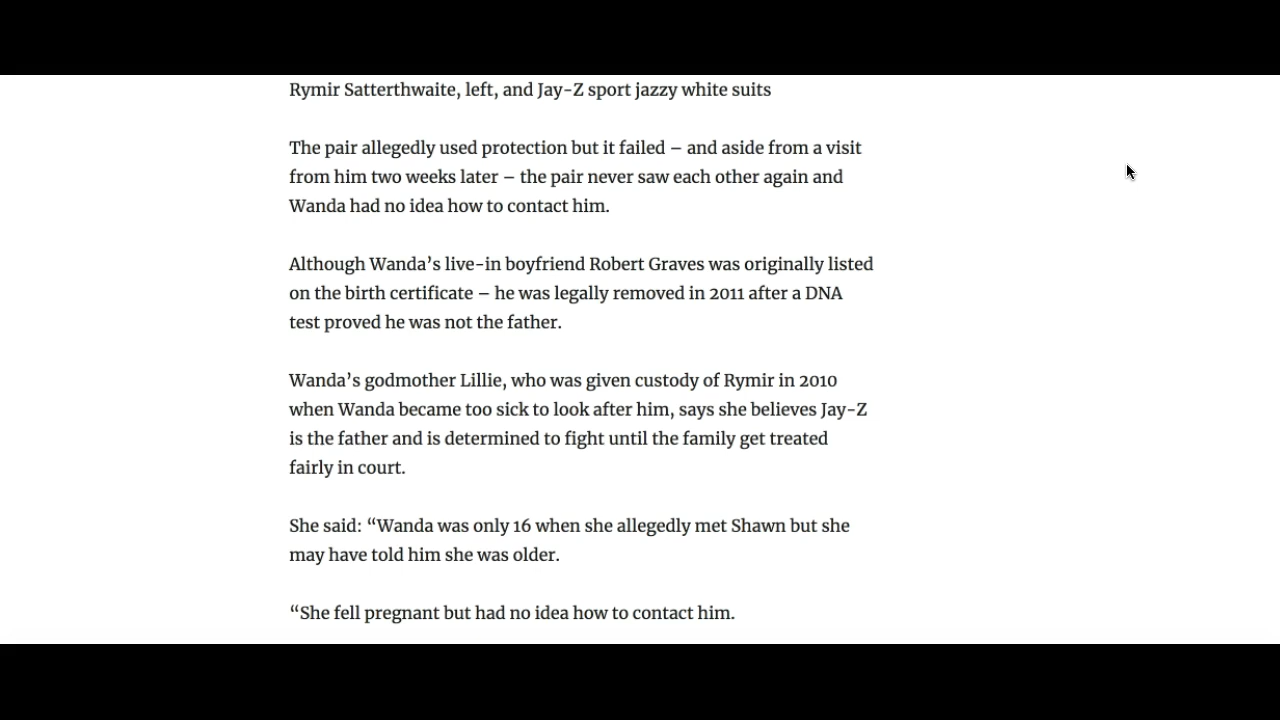 Rymir Satterthwaite, left, and Jay-Z sport jazzy white suits
The pair allegedly used protection but it failed – and aside from a visit
from him two weeks later – the pair never saw each other again and
Wanda had no idea how to contact him.
Although Wanda’s live-in boyfriend Robert Graves was originally listed
on the birth certificate – he was legally removed in 2011 after a DNA
test proved he was not the father.
Wanda’s godmother Lillie, who was given custody of Rymir in 2010
when Wanda became too sick to look after him, says she believes Jay-Z
is the father and is determined to fight until the family get treated
fairly in court.
She said: “Wanda was only 16 when she allegedly met Shawn but she
may have told him she was older.
“She fell pregnant but had no idea how to contact him.